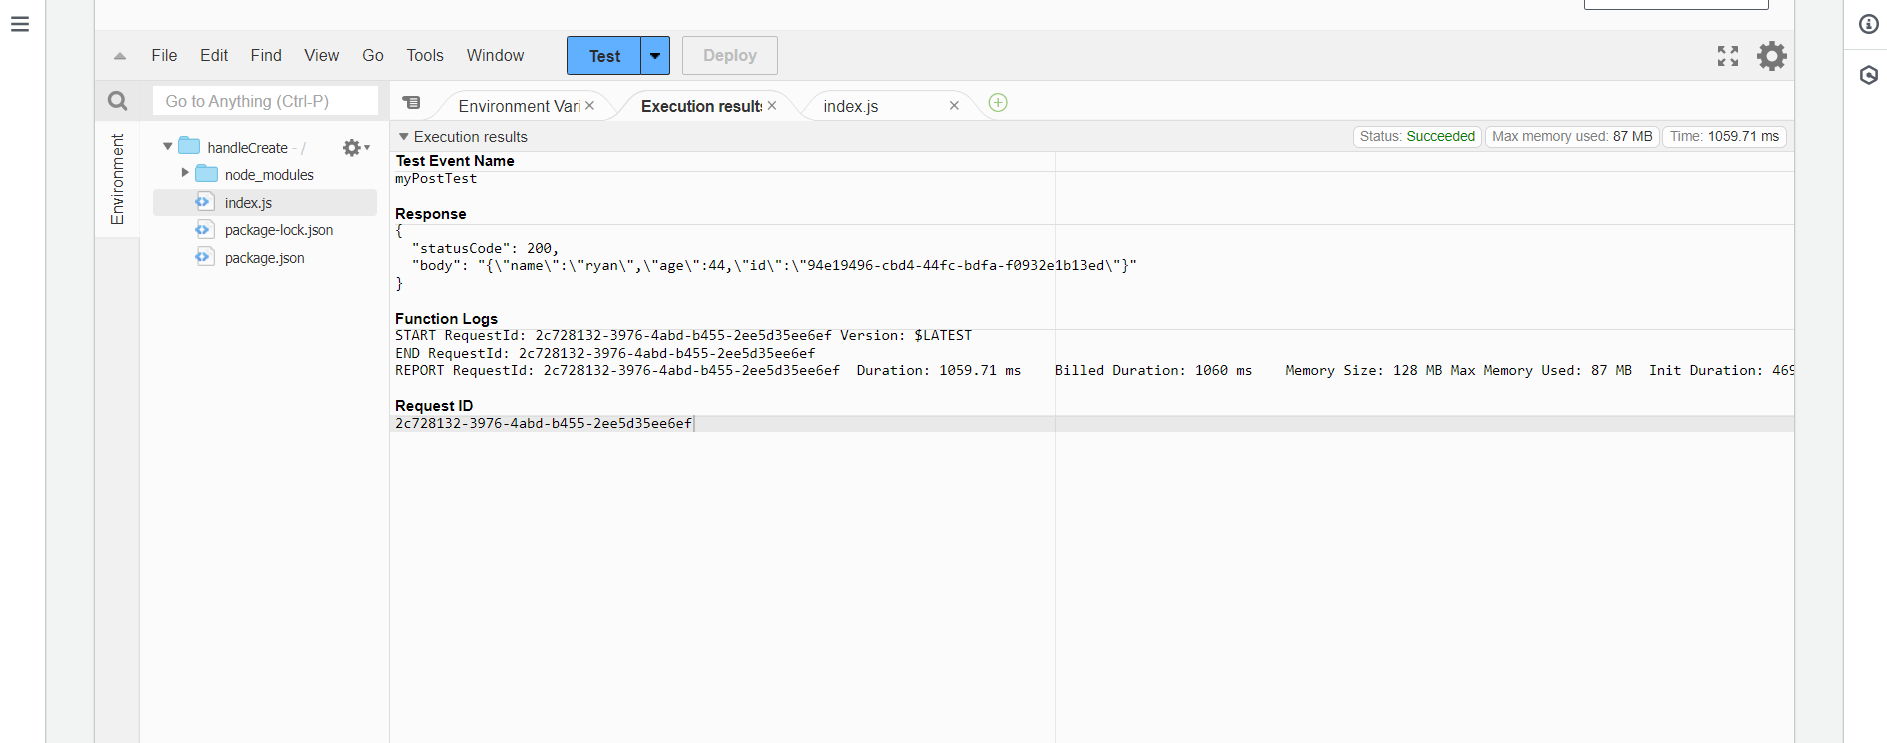 File Edit Find View Go Tools Window Test Deploy
Go to Anything (Ctrl-P)
Environment Vari
Execution results
index.js
Environment
handleCreate - /
node_modules
index.js
package-lock.json
package.json
Execution results
Status: Succeeded
Max memory used: 87 MB
Time: 1059.71 ms
Test Event Name
myPostTest
Response
{
"statusCode": 200,
"body": "{\"name\":\"ryan\",\"age\":44,\"id\":\"94e19496-cbd4-44fc-bdfa-f0932e1b13ed\"}"
}
Function Logs
START RequestId: 2c728132-3976-4abd-b455-2ee5d35ee6ef Version: $LATEST
END RequestId: 2c728132-3976-4abd-b455-2ee5d35ee6ef
REPORT RequestId: 2c728132-3976-4abd-b455-2ee5d35ee6ef Duration: 1059.71 ms Billed Duration: 1060 ms Memory Size: 128 MB Max Memory Used: 87 MB Init Duration: 469
Request ID
2c728132-3976-4abd-b455-2ee5d35ee6ef